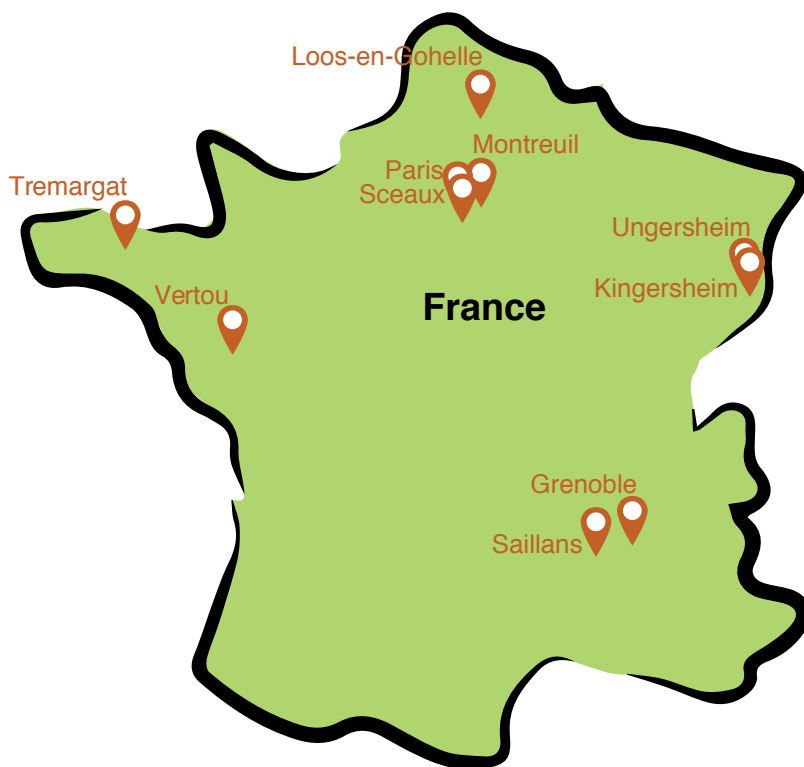 Loos-en-Gohelle
Montreuil
Paris
Sceaux
Tremargat
Ungersheim
Kingersheim
Vertou
France
Grenoble
Saillans